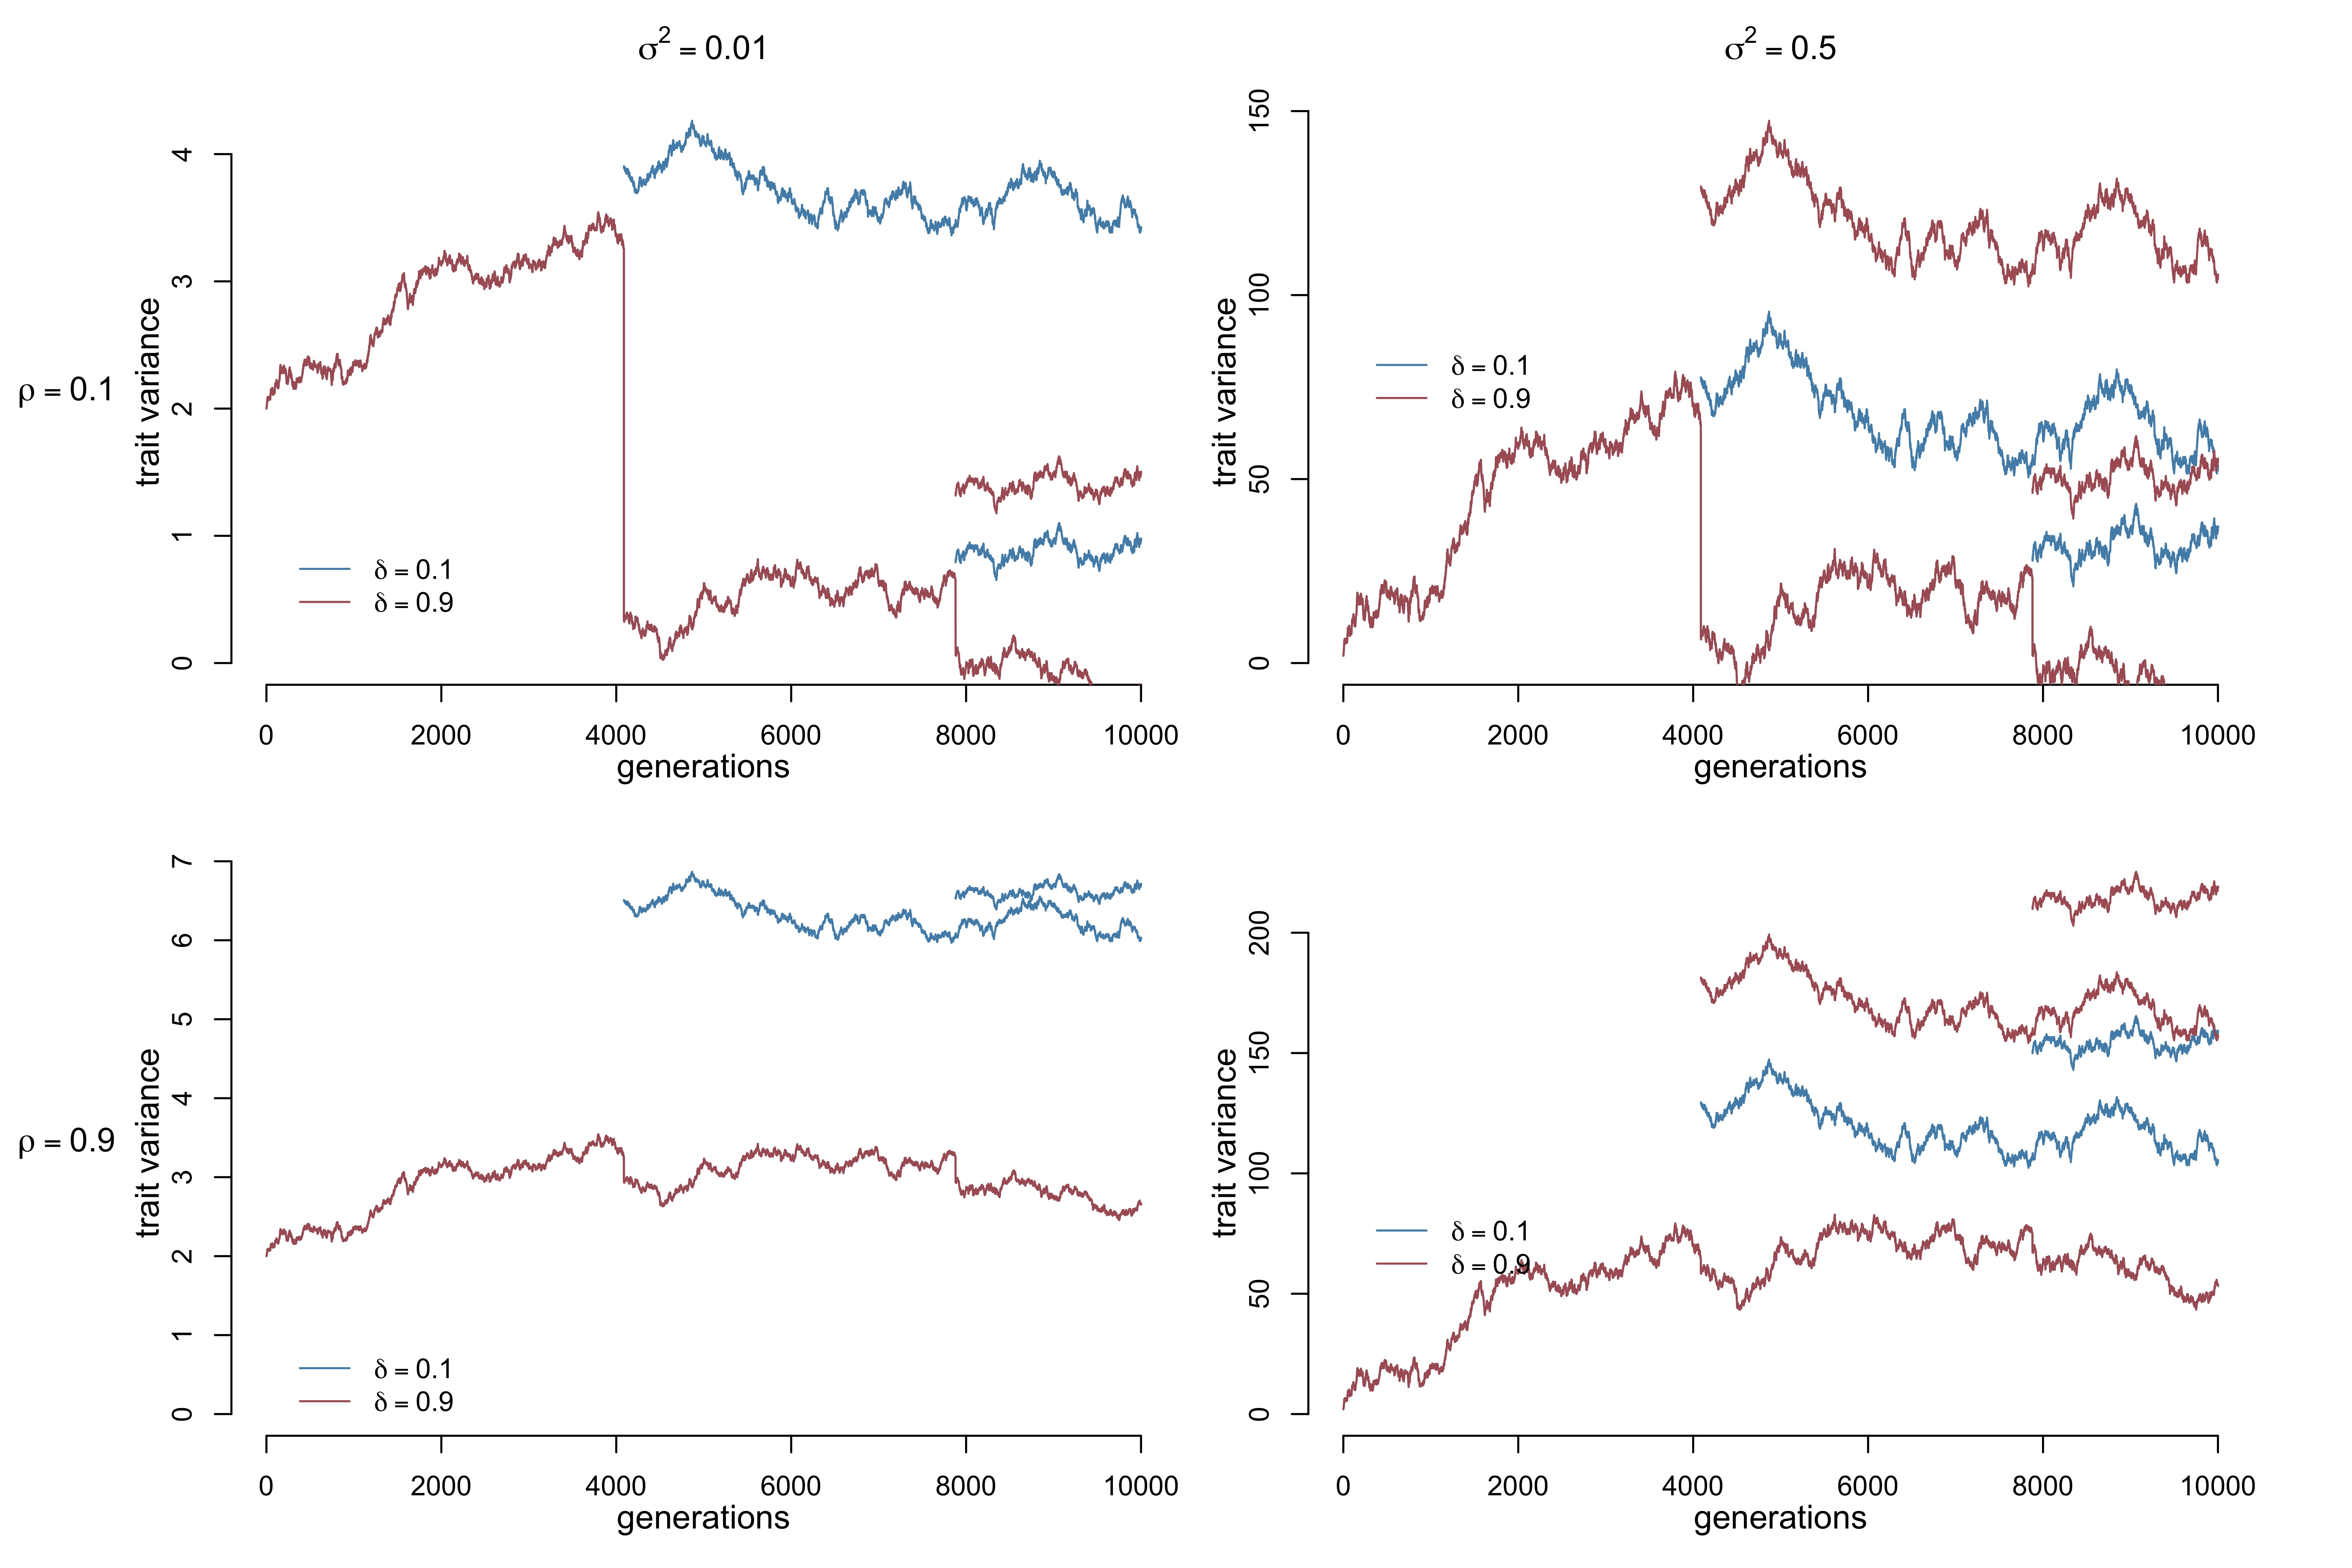 σ² = 0.01
σ² = 0.5
ρ = 0.1
trait variance
4
3
2
1
0
δ = 0.1
δ = 0.9
0 2000 4000 6000 8000 10000
generations
trait variance
150
100
50
0
δ = 0.1
δ = 0.9
0 2000 4000 6000 8000 10000
generations
ρ = 0.9
trait variance
7
6
5
4
3
2
1
0
δ = 0.1
δ = 0.9
0 2000 4000 6000 8000 10000
generations
trait variance
200
150
100
50
0
δ = 0.1
δ = 0.9
0 2000 4000 6000 8000 10000
generations